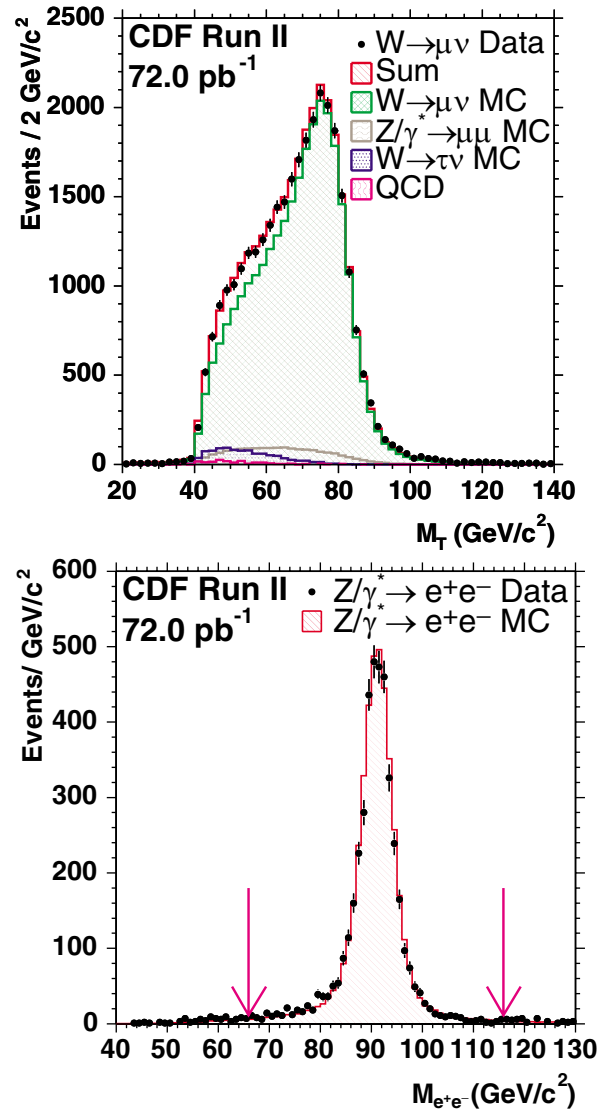 CDF Run II
72.0 pb⁻¹
W→μν Data
Sum
W→μν MC
Z/γ*→μμ MC
W→τν MC
QCD
Events / 2 GeV/c²
2500
2000
1500
1000
500
0
20 40 60 80 100 120 140
M_T (GeV/c²)
CDF Run II
72.0 pb⁻¹
Z/γ*→ e+e− Data
Z/γ*→ e+e− MC
Events/ GeV/c²
600
500
400
300
200
100
0
40 50 60 70 80 90 100 110 120 130
M_e⁺e⁻(GeV/c²)